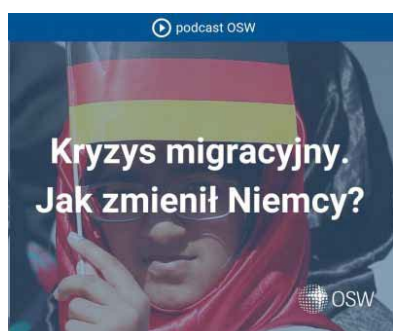 podcast OSW
Kryzys migracyjny.
Jak zmienił Niemcy?
OSW